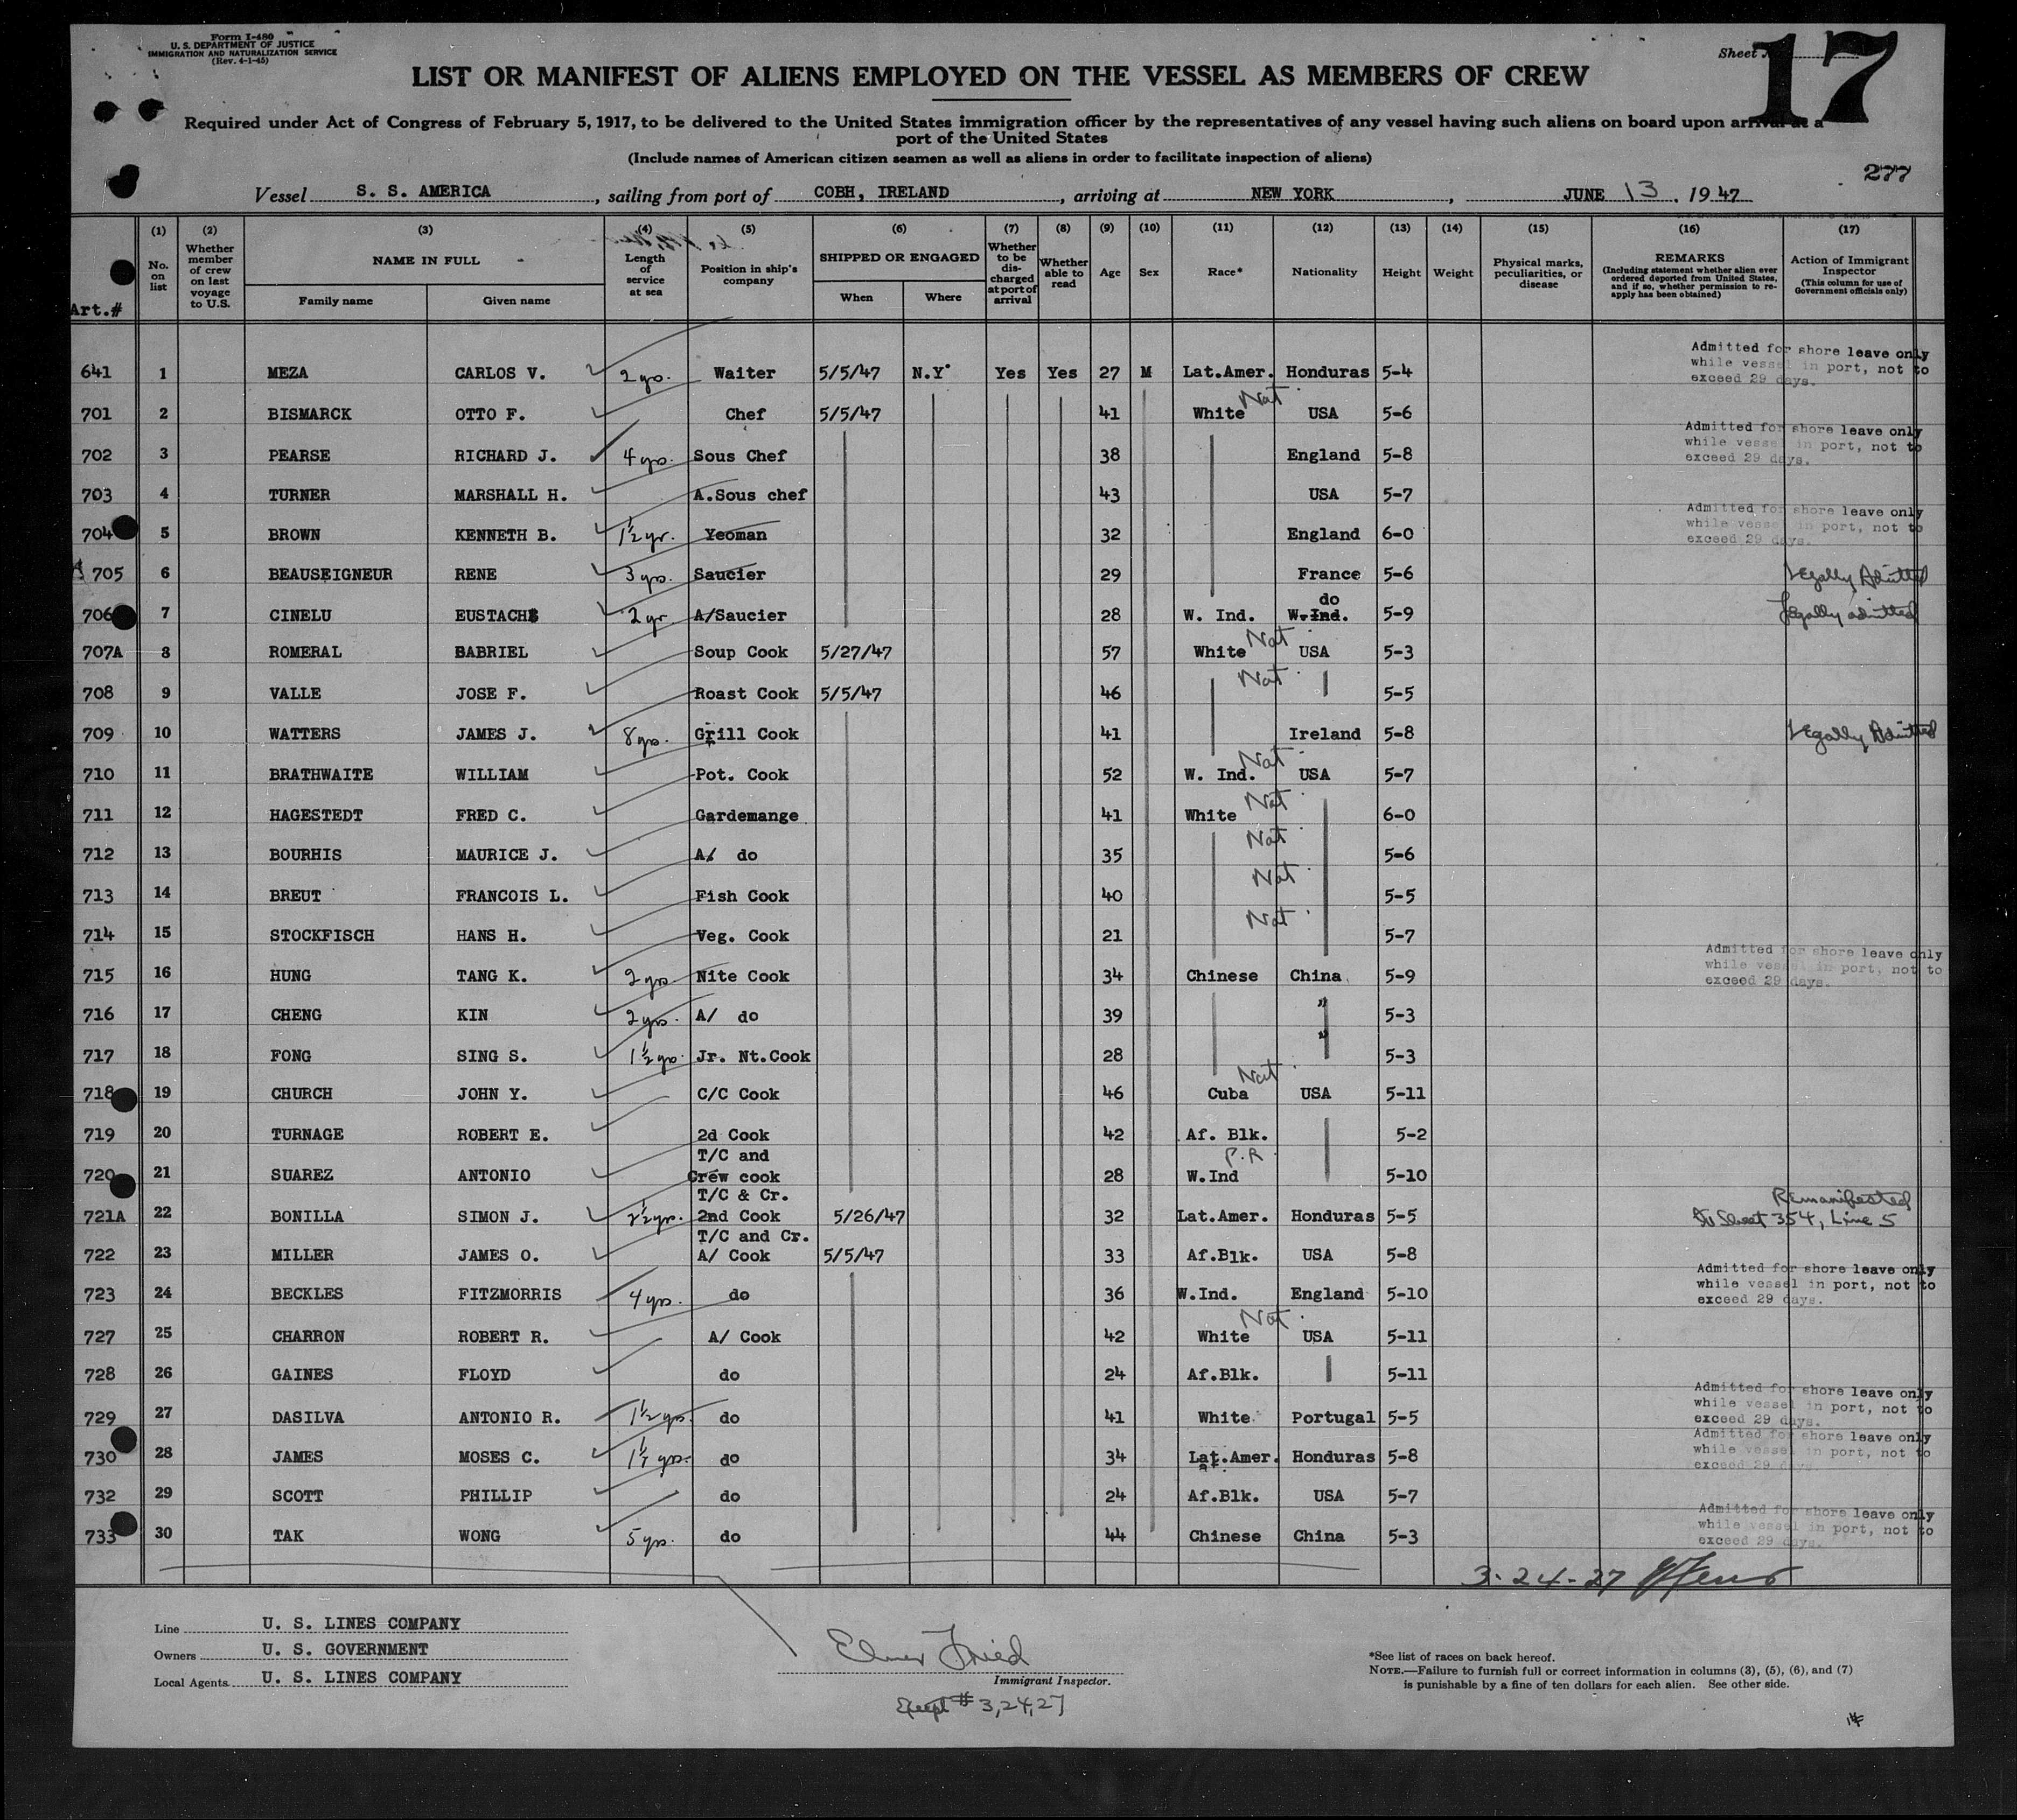 Form I-480
U. S. DEPARTMENT OF JUSTICE
IMMIGRATION AND NATURALIZATION SERVICE
(Rev. 4-1-45)
Sheet
17
LIST OR MANIFEST OF ALIENS EMPLOYED ON THE VESSEL AS MEMBERS OF CREW
Required under Act of Congress of February 5, 1917, to be delivered to the United States immigration officer by the representatives of any vessel having such aliens on board upon arrival at a
port of the United States
(Include names of American citizen seamen as well as aliens in order to facilitate inspection of aliens)
277
Vessel S. S. AMERICA, sailing from port of COBH, IRELAND, arriving at NEW YORK, JUNE 13, 1947
Art.#
(1) No. on list
(2) Whether member of crew on last voyage to U.S.
(3) NAME IN FULL
Family name Given name
(4) Length of service at sea
(5) Position in ship's company
(6) SHIPPED OR ENGAGED
When Where
(7) Whether to be discharged at port of arrival
(8) Whether able to read
(9) Age
(10) Sex
(11) Race*
(12) Nationality
(13) Height
(14) Weight
(15) Physical marks, peculiarities, or disease
(16) REMARKS
(Including statement whether alien ever ordered deported from United States, and if so, whether permission to re-apply has been obtained)
(17) Action of Immigrant Inspector
(This column for use of Government officials only)
641 1 MEZA CARLOS V. 2 yrs. Waiter 5/5/47 N.Y. Yes Yes 27 M Lat.Amer. Honduras 5-4 Admitted for shore leave only while vessel in port, not to exceed 29 days.
701 2 BISMARCK OTTO F. Chef 5/5/47 41 White Nat USA 5-6
702 3 PEARSE RICHARD J. 4 yrs. Sous Chef 38 England 5-8 Admitted for shore leave only while vessel in port, not to exceed 29 days.
703 4 TURNER MARSHALL H. A.Sous chef 43 USA 5-7
704 5 BROWN KENNETH B. 1½ yr. Yeoman 32 England 6-0 Admitted for shore leave only while vessel in port, not to exceed 29 days.
705 6 BEAUSEIGNEUR RENE 3 yrs. Saucier 29 France 5-6 Legally Admitted
706 7 CINELU EUSTACHE 2 yr. A/Saucier 28 W. Ind. do W.Ind. 5-9 Legally admitted
707A 8 ROMERAL BABRIEL Soup Cook 5/27/47 57 White Nat USA 5-3
708 9 VALLE JOSE F. Roast Cook 5/5/47 46 Nat 5-5
709 10 WATTERS JAMES J. 8 yrs. Grill Cook 41 Ireland 5-8 Legally Admitted
710 11 BRATHWAITE WILLIAM Pot. Cook 52 W. Ind. Nat USA 5-7
711 12 HAGESTEDT FRED C. Gardemange 41 White Nat 6-0
712 13 BOURHIS MAURICE J. A/ do 35 Nat 5-6
713 14 BREUT FRANCOIS L. Fish Cook 40 Nat 5-5
714 15 STOCKFISCH HANS H. Veg. Cook 21 Nat 5-7
715 16 HUNG TANG K. 2 yrs Nite Cook 34 Chinese China 5-9 Admitted for shore leave only while vessel in port, not to exceed 29 days.
716 17 CHENG KIN 2 yrs. A/ do 39 " 5-3
717 18 FONG SING S. 1½ yrs. Jr. Nt.Cook 28 " 5-3
718 19 CHURCH JOHN Y. C/C Cook 46 Cuba Nat USA 5-11
719 20 TURNAGE ROBERT E. 2d Cook 42 Af. Blk. 5-2
720 21 SUAREZ ANTONIO T/C and Crew cook 28 W.Ind P.R 5-10
721A 22 BONILLA SIMON J. 2½ yrs. T/C & Cr. 2nd Cook 5/26/47 32 Lat.Amer. Honduras 5-5 Remanifested to Sheet 354, Line 5
722 23 MILLER JAMES O. T/C and Cr. A/ Cook 5/5/47 33 Af.Blk. USA 5-8
723 24 BECKLES FITZMORRIS 4 yrs. do 36 W.Ind. England 5-10 Admitted for shore leave only while vessel in port, not to exceed 29 days.
727 25 CHARRON ROBERT R. A/ Cook 42 White Nat USA 5-11
728 26 GAINES FLOYD do 24 Af.Blk. 5-11
729 27 DASILVA ANTONIO R. 1½ yrs. do 41 White Portugal 5-5 Admitted for shore leave only while vessel in port, not to exceed 29 days.
730 28 JAMES MOSES C. yrs. do 34 Lat.Amer. Honduras 5-8 Admitted for shore leave only while vessel in port, not to exceed 29 days.
732 29 SCOTT PHILLIP do 24 Af.Blk. USA 5-7
733 30 TAK WONG 5 yrs. do 44 Chinese China 5-3 Admitted for shore leave only while vessel in port, not to exceed 29 days.
3-24-27
Line U. S. LINES COMPANY
Owners U. S. GOVERNMENT
Local Agents U. S. LINES COMPANY
Elmer Fried
Immigrant Inspector.
Except # 3,24,27
*See list of races on back hereof.
NOTE.—Failure to furnish full or correct information in columns (3), (5), (6), and (7)
is punishable by a fine of ten dollars for each alien. See other side.